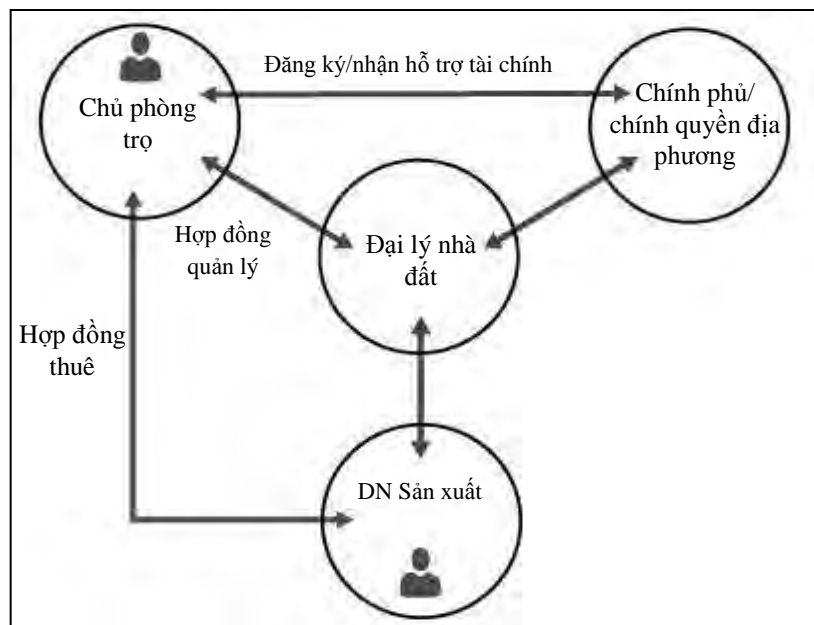 Đăng ký/nhận hỗ trợ tài chính
Chủ phòng
trọ
Chính phủ/
chính quyền địa
phương
Hợp đồng
quản lý
Đại lý nhà
đất
Hợp đồng
thuê
DN Sản xuất